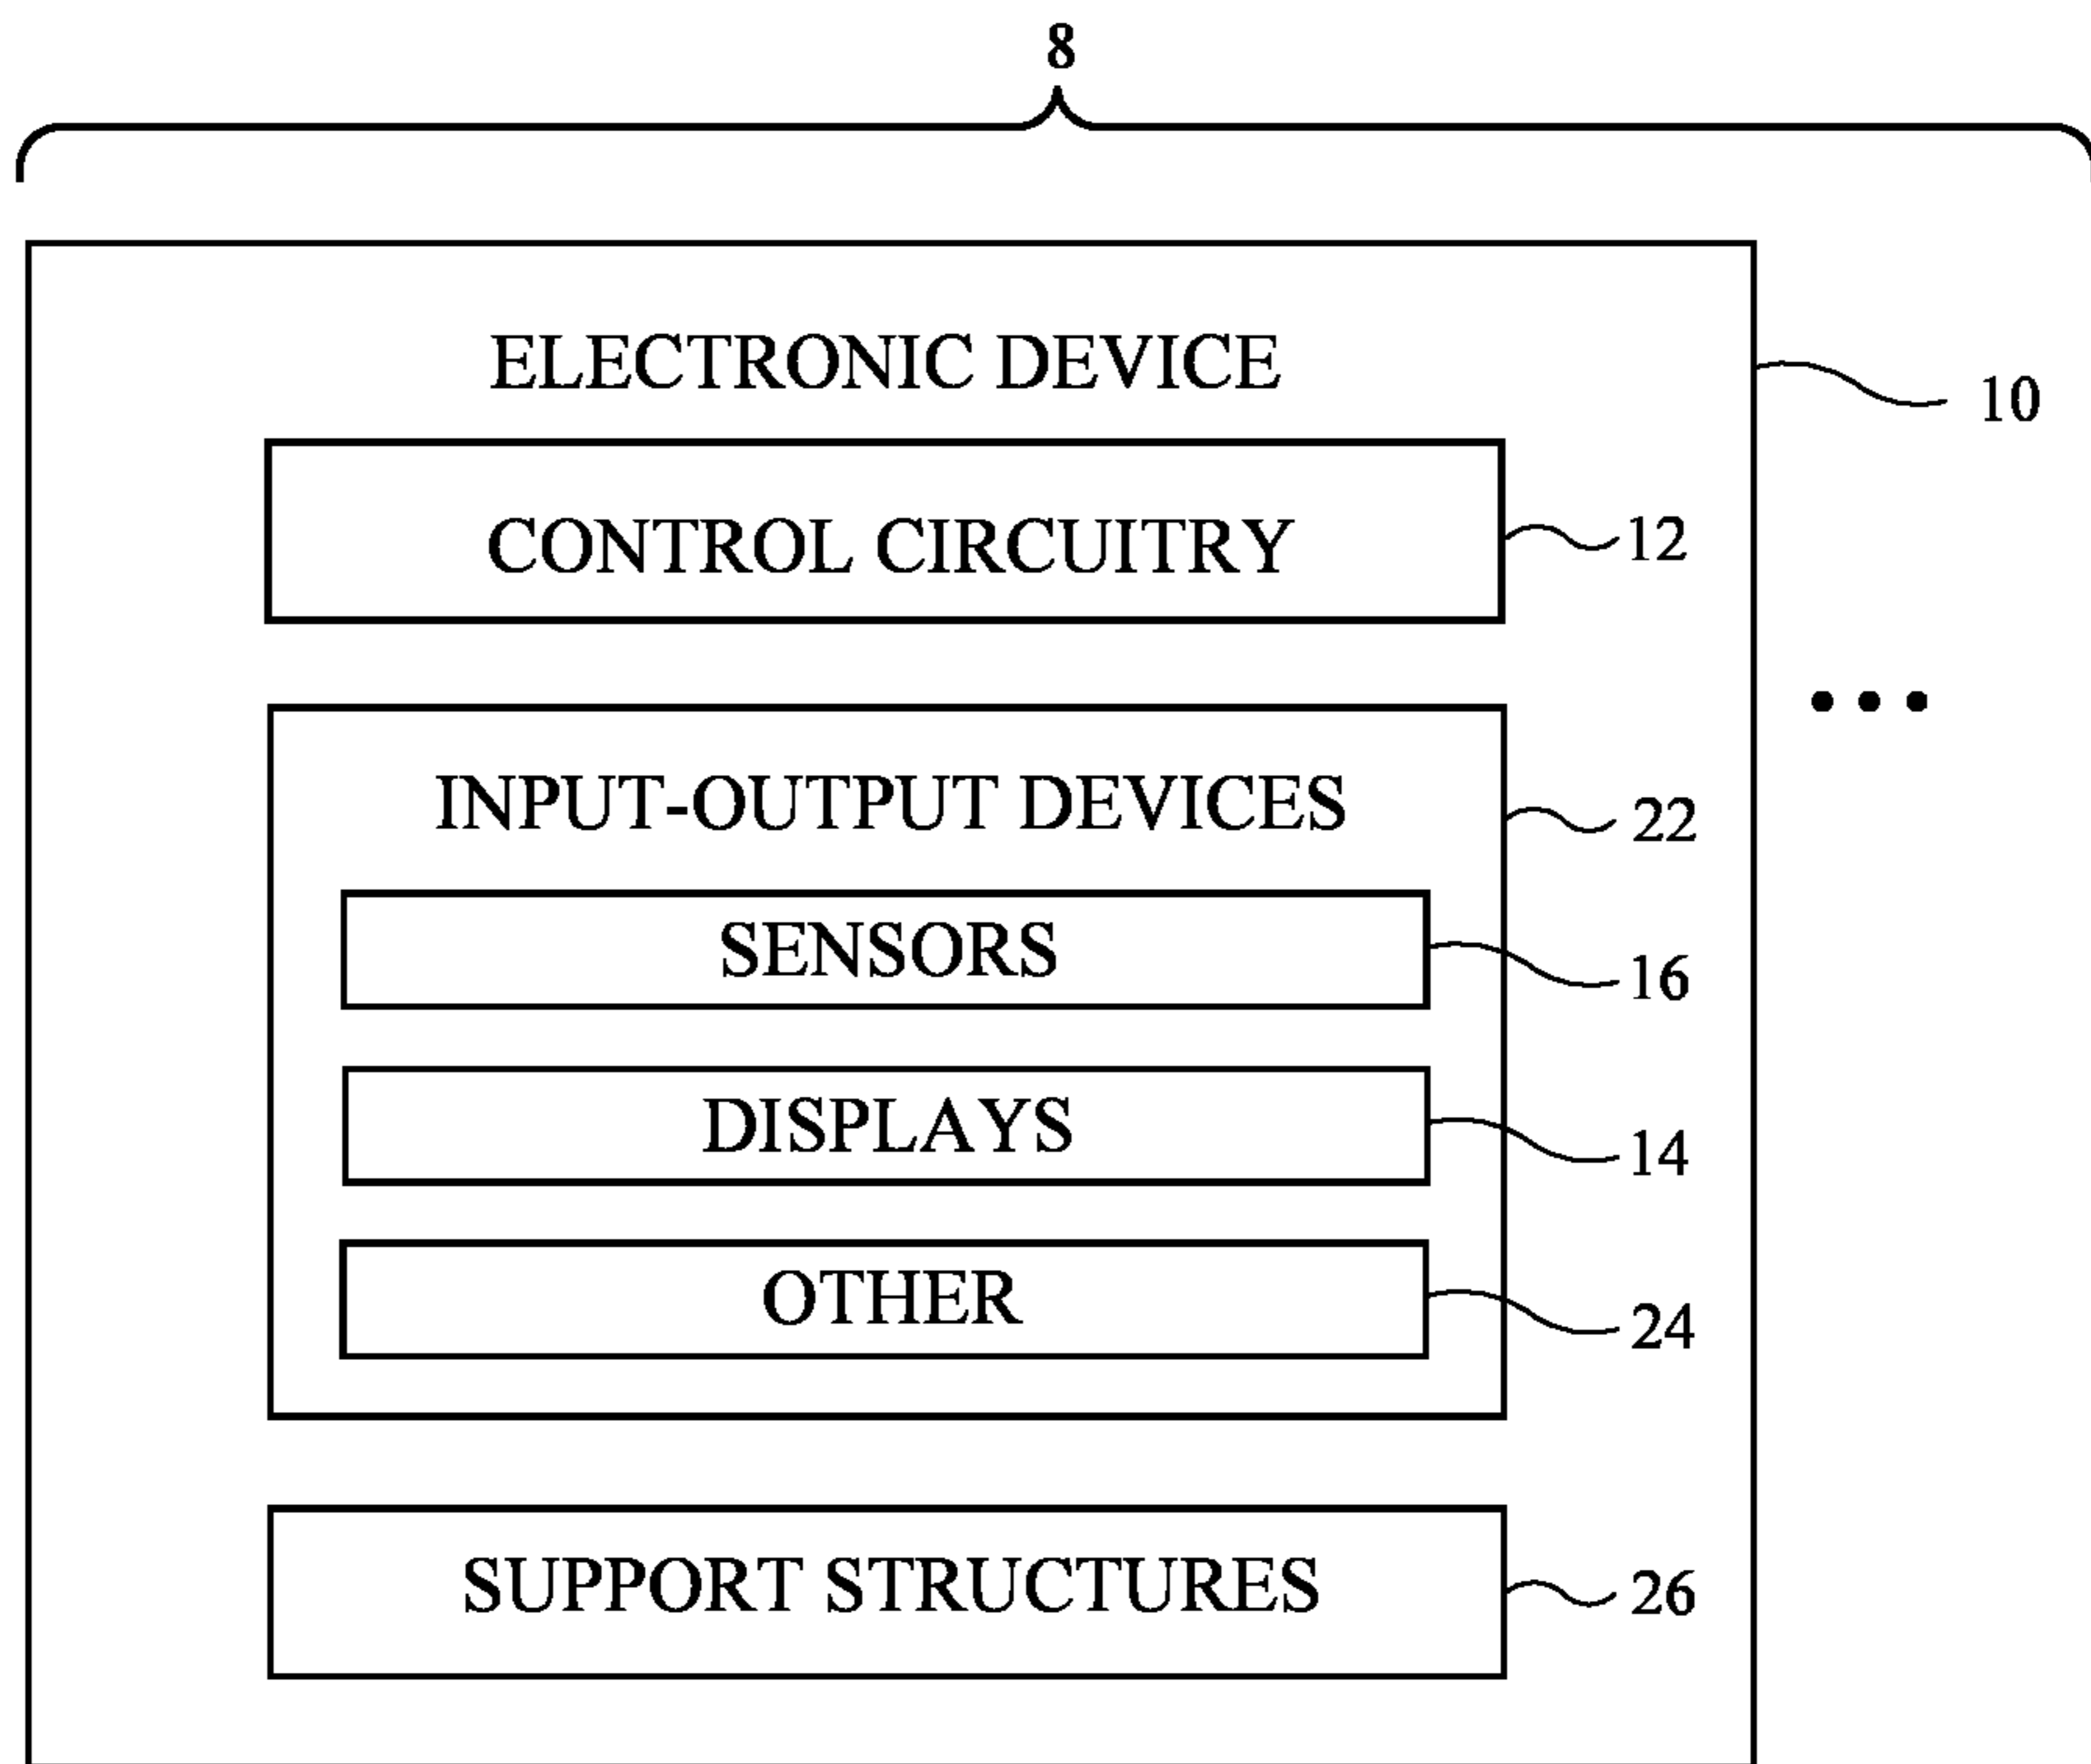 8
ELECTRONIC DEVICE
10
CONTROL CIRCUITRY
12
• • •
INPUT-OUTPUT DEVICES
22
SENSORS
16
DISPLAYS
14
OTHER
24
SUPPORT STRUCTURES
26